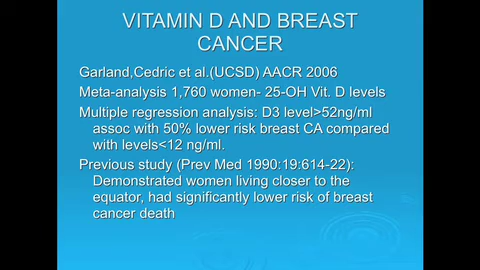 VITAMIN D AND BREAST
CANCER
Garland,Cedric et al.(UCSD) AACR 2006
Meta-analysis 1,760 women- 25-OH Vit. D levels
Multiple regression analysis: D3 level>52ng/ml
assoc with 50% lower risk breast CA compared
with levels<12 ng/ml.
Previous study (Prev Med 1990:19:614-22):
Demonstrated women living closer to the
equator, had significantly lower risk of breast
cancer death